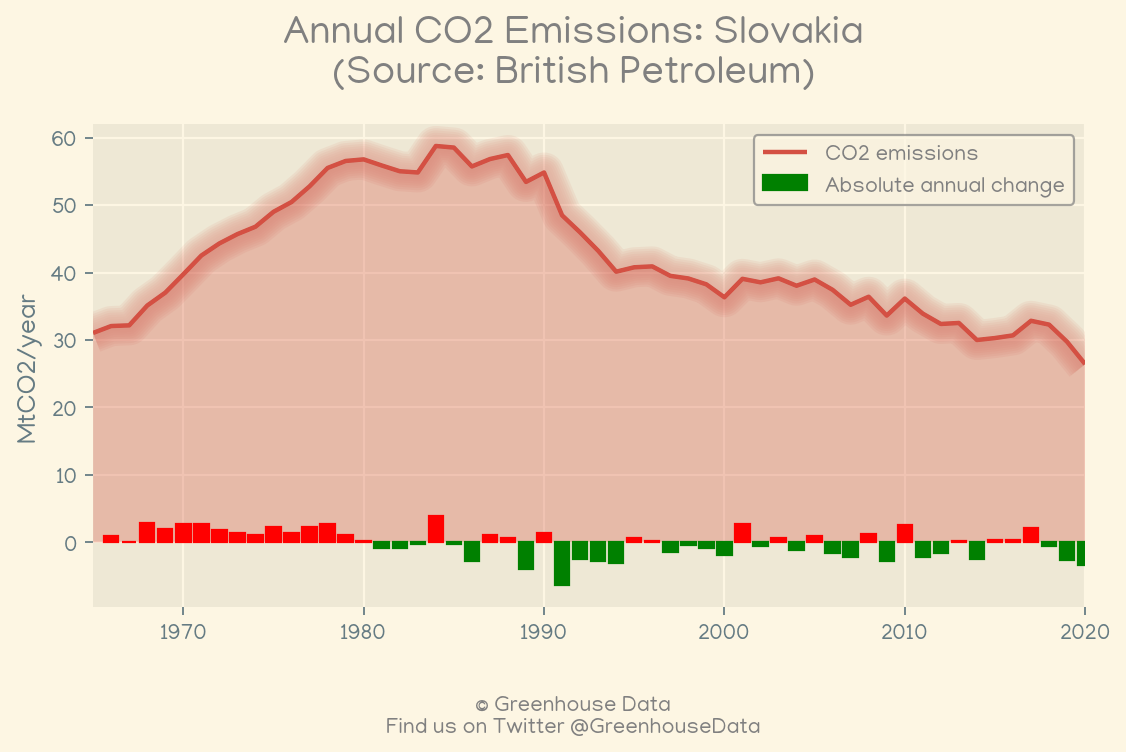 Annual CO2 Emissions: Slovakia
(Source: British Petroleum)
60
50
40
30
20
10
0
MtCO2/year
CO2 emissions
Absolute annual change
1970
1980
1990
2000
2010
2020
© Greenhouse Data
Find us on Twitter @GreenhouseData